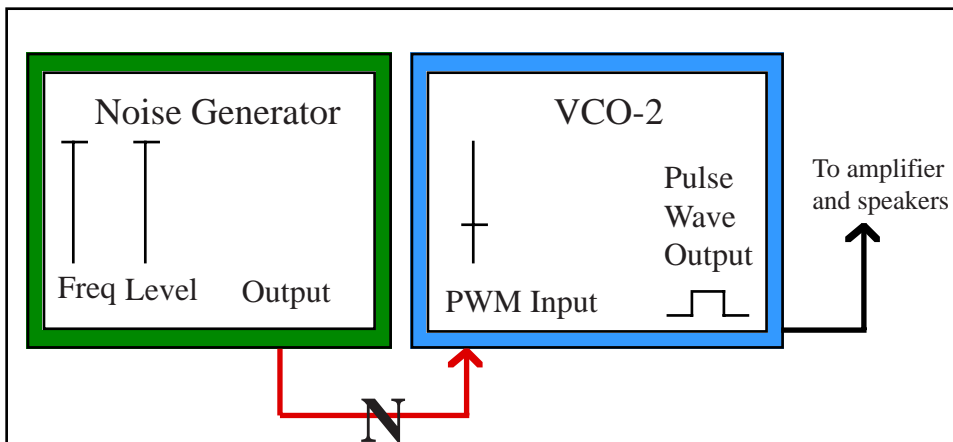 Noise Generator
Freq Level
Output
N
VCO-2
PWM Input
Pulse
Wave
Output
To amplifier
and speakers